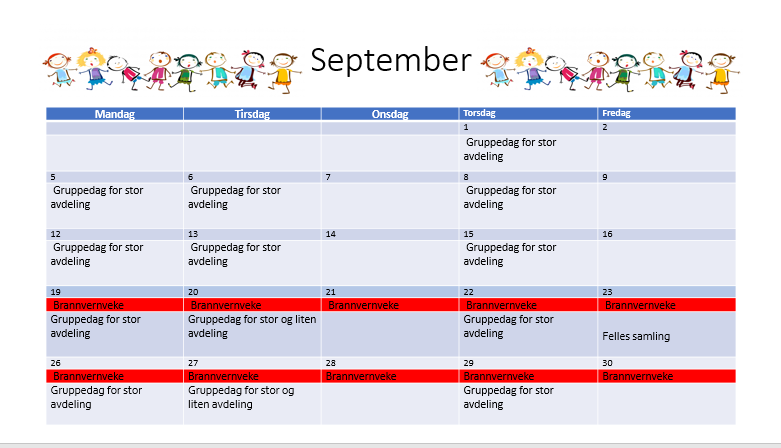 September
Mandag Tirsdag Onsdag Torsdag Fredag
1 2
Gruppedag for stor
avdeling
5 6 7 8 9
Gruppedag for stor Gruppedag for stor Gruppedag for stor
avdeling avdeling avdeling
12 13 14 15 16
Gruppedag for stor Gruppedag for stor Gruppedag for stor
avdeling avdeling avdeling
19 20 21 22 23
Brannvernveke Brannvernveke Brannvernveke Brannvernveke Brannvernveke
Gruppedag for stor Gruppedag for stor og liten Gruppedag for stor
avdeling avdeling avdeling Felles samling
26 27 28 29 30
Brannvernveke Brannvernveke Brannvernveke Brannvernveke Brannvernveke
Gruppedag for stor Gruppedag for stor og Gruppedag for stor
avdeling liten avdeling avdeling